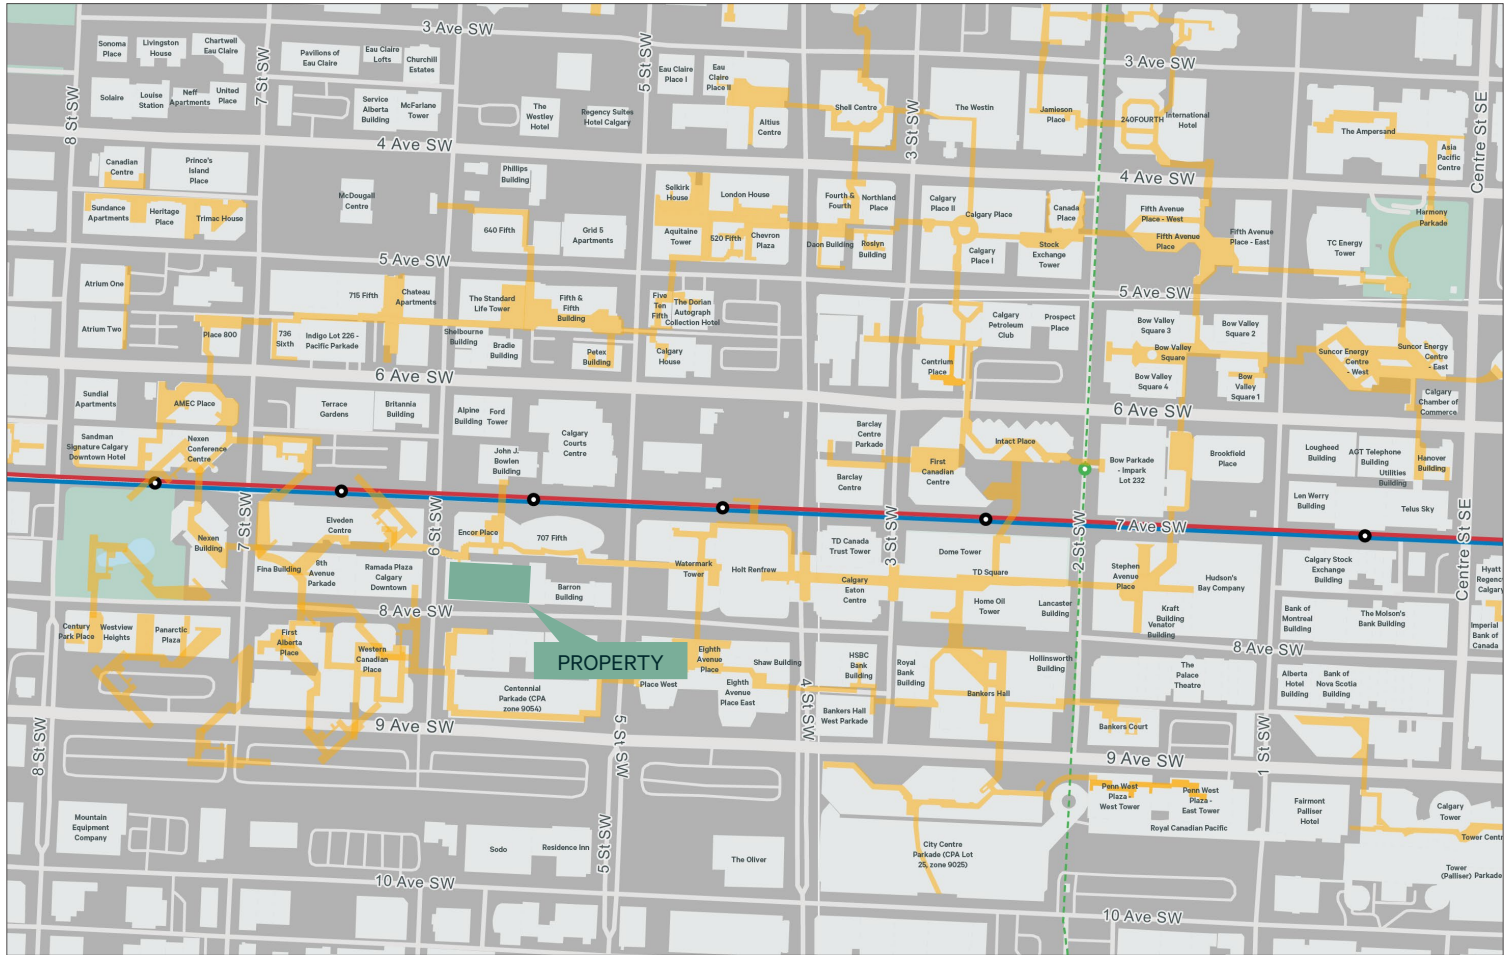 3 Ave SW
3 Ave SW
Sonoma
Place
Livingston
House
Chartwell
Eau Claire
7 St SW
Pavilions of
Eau Claire
Eau Claire
Lofts
Churchill
Estates
5 St SW
Eau Claire
Place I
Eau
Claire
Place II
Solaire
Louise
Station
Neff
Apartments
United
Place
Service
Alberta
Building
McFarlane
Tower
The
Westley
Hotel
Regency Suites
Hotel Calgary
Altius
Centre
Shell Centre
3 St SW
The Westin
Jamieson
Place
240FOURTH
International
Hotel
The Ampersand
Asia
Pacific
Centre
Centre St SE
8 St SW
4 Ave SW
4 Ave SW
Canadian
Centre
Prince's
Island
Place
McDougall
Centre
Phillips
Building
Selkirk
House
London House
Fourth &
Fourth
Northland
Place
Calgary
Place II
Calgary Place
Canada
Place
Fifth Avenue
Place - West
Fifth Avenue
Place
Fifth Avenue
Place - East
Harmony
Parkade
TC Energy
Tower
Sundance
Apartments
Heritage
Place
Trimac House
640 Fifth
Grid 5
Apartments
Aquitaine
Tower
520 Fifth
Chevron
Plaza
Daon Building
Roslyn
Building
Calgary
Place I
Stock
Exchange
Tower
5 Ave SW
5 Ave SW
Atrium One
715 Fifth
Chateau
Apartments
The Standard
Life Tower
Fifth &
Fifth
Building
Five
Ten
Fifth
The Dorian
Autograph
Collection Hotel
Calgary
Petroleum
Club
Prospect
Place
Bow Valley
Square 3
Bow Valley
Square 2
Atrium Two
Place 800
736
Sixth
Indigo Lot 226 -
Pacific Parkade
Shelbourne
Building
Bradie
Building
Petex
Building
Calgary
House
Centrium
Place
Bow Valley
Square
Bow Valley
Square 4
Bow
Valley
Square 1
Suncor Energy
Centre
- West
Suncor Energy
Centre
- East
Calgary
Chamber of
Commerce
6 Ave SW
6 Ave SW
Sundial
Apartments
AMEC Place
Terrace
Gardens
Britannia
Building
Alpine
Building
Ford
Tower
Calgary
Courts
Centre
Barclay
Centre
Parkade
Intact Place
Sandman
Signature Calgary
Downtown Hotel
Nexen
Conference
Centre
John J.
Bowlen
Building
Barclay
Centre
First
Canadian
Centre
Bow Parkade
- Impark
Lot 232
Brookfield
Place
Lougheed
Building
AGT Telephone
Building
Utilities
Building
Hanover
Building
Len Werry
Building
Telus Sky
7 Ave SW
7 St SW
6 St SW
3 St SW
2 St SW
Centre St SE
Nexen
Building
Elveden
Centre
Encor Place
707 Fifth
TD Canada
Trust Tower
Dome Tower
Fina Building
8th
Avenue
Parkade
Ramada Plaza
Calgary
Downtown
Barron
Building
Watermark
Tower
Holt Renfrew
Calgary
Eaton
Centre
TD Square
Stephen
Avenue
Place
Hudson's
Bay Company
Calgary Stock
Exchange
Building
Hyatt
Regenc
Calgary
8 Ave SW
8 Ave SW
Home Oil
Tower
Lancaster
Building
Kraft
Building
Venator
Building
Bank of
Montreal
Building
The Molson's
Bank Building
Imperial
Bank of
Canada
Century
Park Place
Westview
Heights
Panarctic
Plaza
First
Alberta
Place
Western
Canadian
Place
PROPERTY
Place West
Eighth
Avenue
Place
Shaw Building
Eighth
Avenue
Place East
HSBC
Bank
Building
Royal
Bank
Building
Hollinsworth
Building
The
Palace
Theatre
Alberta
Hotel
Building
Bank of
Nova Scotia
Building
Centennial
Parkade (CPA
zone 9054)
Bankers Hall
Bankers Hall
West Parkade
Bankers Court
8 St SW
9 Ave SW
5 St SW
4 St SW
9 Ave SW
1 St SW
Penn West
Plaza -
West Tower
Penn West
Plaza -
East Tower
Royal Canadian Pacific
Fairmont
Palliser
Hotel
Calgary
Tower
Tower Centr
Mountain
Equipment
Company
Sodo
Residence Inn
5 St SW
The Oliver
City Centre
Parkade (CPA Lot
25, zone 9025)
Tower
(Palliser) Parkade
10 Ave SW
10 Ave SW